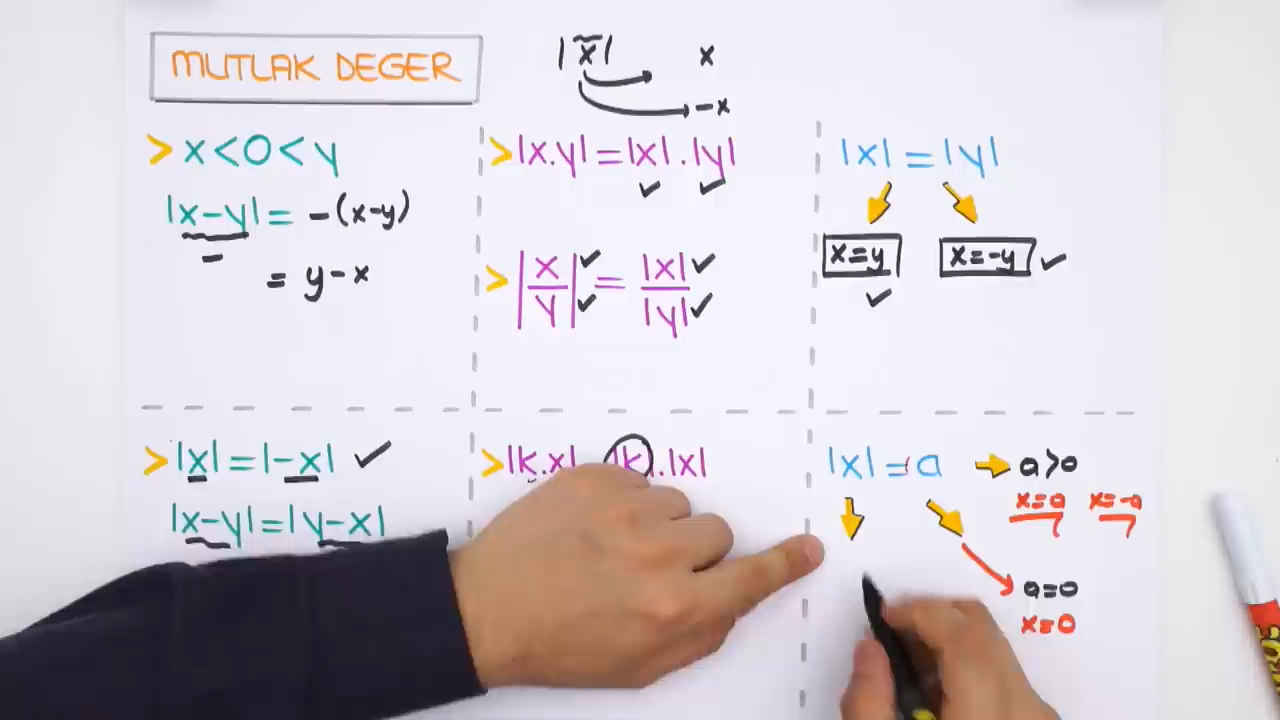 MUTLAK DEGER
|x| x
-x
> x<0<y
|x-y| = -(x-y)
= y-x
> |x.y| = |x|.|y|
> |x/y| = |x|/|y|
|x| = |y|
x=y x=-y
> |x| = |-x|
|x-y| = |y-x|
> |k.x| |k|.|x|
|x| = a a>0
x=a x=-a
a=0
x=0